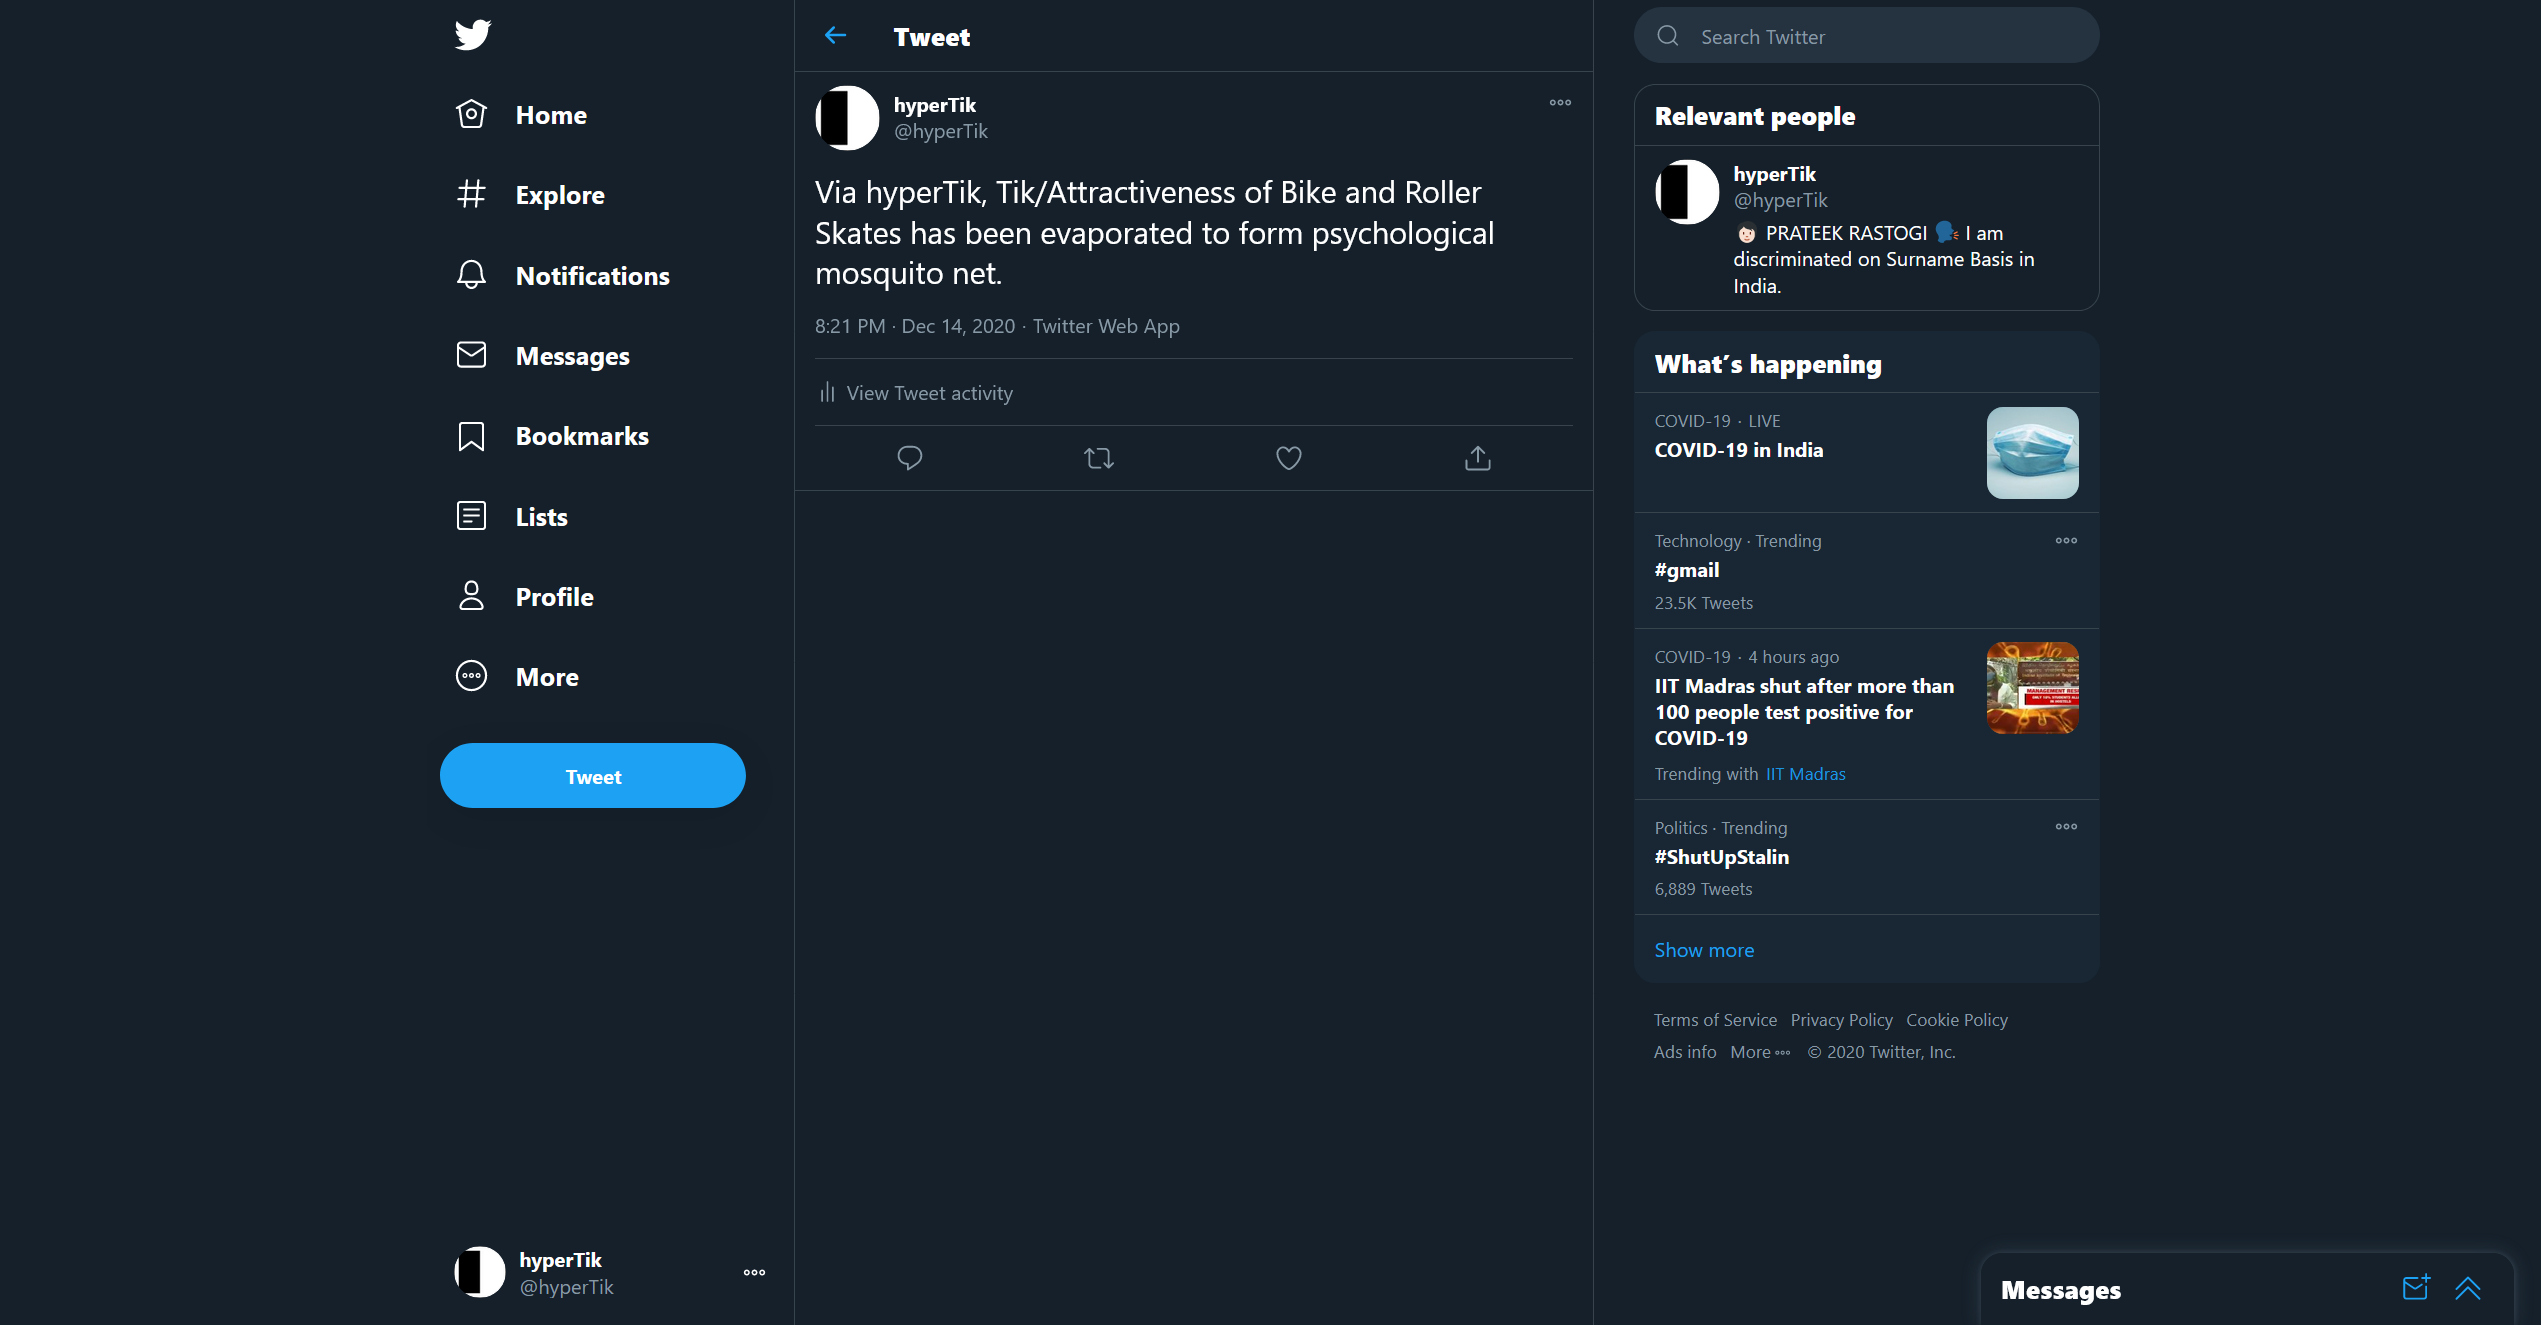 Home
Explore
Notifications
Messages
Bookmarks
Lists
Profile
More
Tweet
hyperTik
@hyperTik
Tweet
hyperTik
@hyperTik
Via hyperTik, Tik/Attractiveness of Bike and Roller
Skates has been evaporated to form psychological
mosquito net.
8:21 PM · Dec 14, 2020 · Twitter Web App
View Tweet activity
Search Twitter
Relevant people
hyperTik
@hyperTik
PRATEEK RASTOGI I am
discriminated on Surname Basis in
India.
What's happening
COVID-19 · LIVE
COVID-19 in India
Technology · Trending
#gmail
23.5K Tweets
COVID-19 · 4 hours ago
IIT Madras shut after more than
100 people test positive for
COVID-19
MANAGEMENT RES
Trending with IIT Madras
Politics · Trending
#ShutUpStalin
6,889 Tweets
Show more
Terms of Service Privacy Policy Cookie Policy
Ads info More © 2020 Twitter, Inc.
Messages